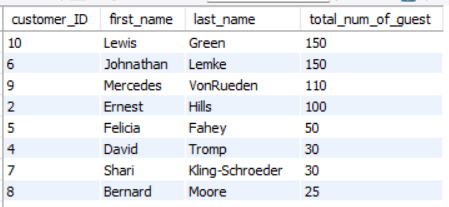 customer_ID first_name last_name total_num_of_guest
10 Lewis Green 150
6 Johnathan Lemke 150
9 Mercedes VonRueden 110
2 Ernest Hills 100
5 Felicia Fahey 50
4 David Tromp 30
7 Shari Kling-Schroeder 30
8 Bernard Moore 25